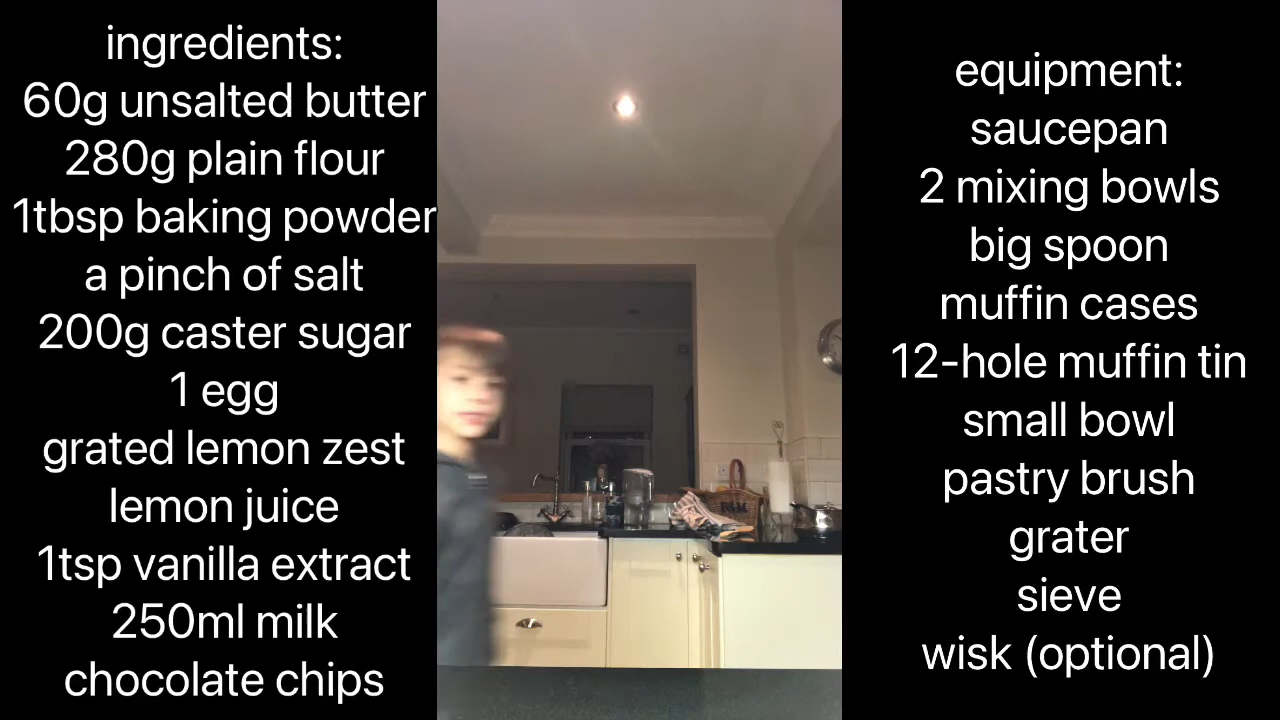 ingredients:
60g unsalted butter
280g plain flour
1tbsp baking powder
a pinch of salt
200g caster sugar
1 egg
grated lemon zest
lemon juice
1tsp vanilla extract
250ml milk
chocolate chips
equipment:
saucepan
2 mixing bowls
big spoon
muffin cases
12-hole muffin tin
small bowl
pastry brush
grater
sieve
wisk (optional)